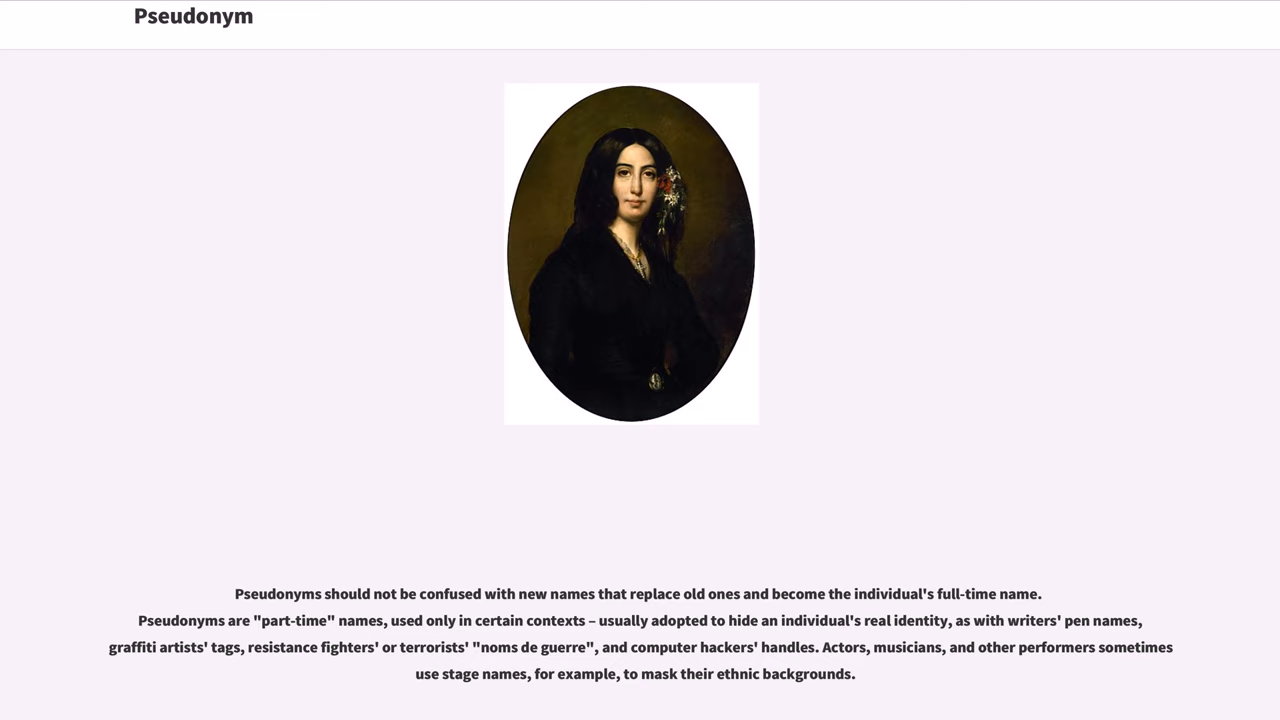 Pseudonym
Pseudonyms should not be confused with new names that replace old ones and become the individual's full-time name.
Pseudonyms are "part-time" names, used only in certain contexts – usually adopted to hide an individual's real identity, as with writers' pen names,
graffiti artists' tags, resistance fighters' or terrorists' "noms de guerre", and computer hackers' handles. Actors, musicians, and other performers sometimes
use stage names, for example, to mask their ethnic backgrounds.